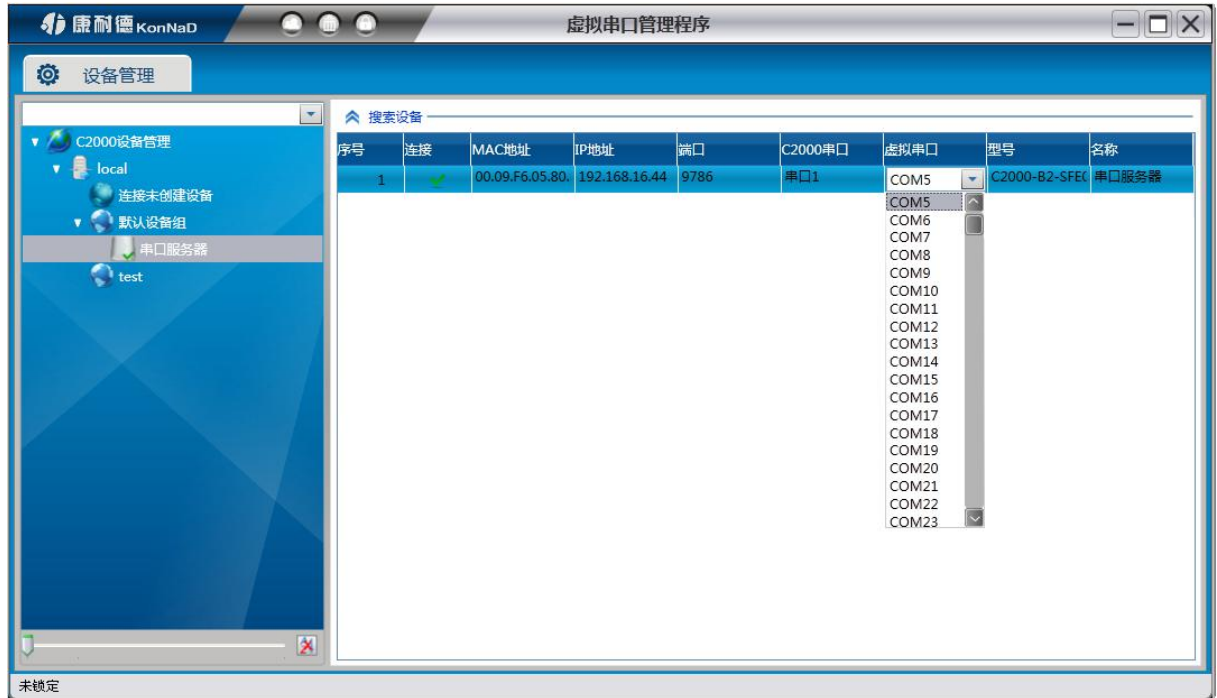 康耐德 KonNaD
虚拟串口管理程序
设备管理
C2000设备管理
local
连接未创建设备
默认设备组
串口服务器
test
搜索设备
序号 连接 MAC地址 IP地址 端口 C2000串口 虚拟串口 型号 名称
1 00.09.F6.05.80. 192.168.16.44 9786 串口1 COM5 C2000-B2-SFE( 串口服务器
COM5
COM6
COM7
COM8
COM9
COM10
COM11
COM12
COM13
COM14
COM15
COM16
COM17
COM18
COM19
COM20
COM21
COM22
COM23
未锁定